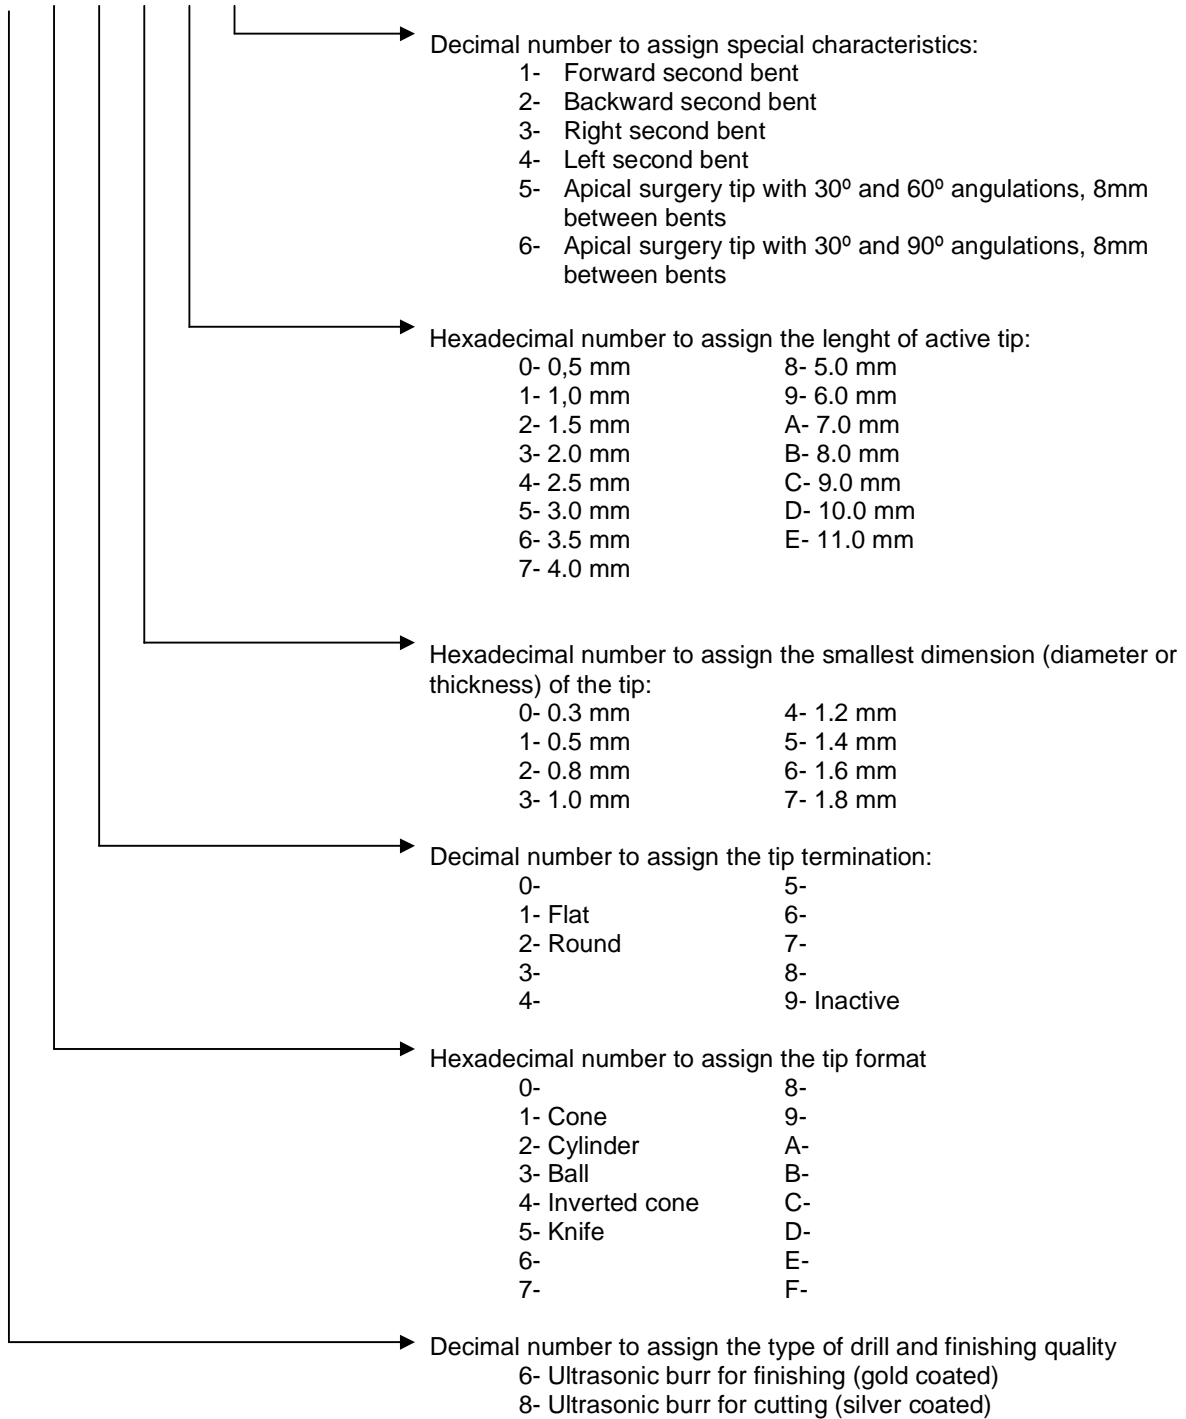 Decimal number to assign special characteristics:
1- Forward second bent
2- Backward second bent
3- Right second bent
4- Left second bent
5- Apical surgery tip with 30º and 60º angulations, 8mm
between bents
6- Apical surgery tip with 30º and 90º angulations, 8mm
between bents
Hexadecimal number to assign the lenght of active tip:
0- 0,5 mm 8- 5.0 mm
1- 1,0 mm 9- 6.0 mm
2- 1.5 mm A- 7.0 mm
3- 2.0 mm B- 8.0 mm
4- 2.5 mm C- 9.0 mm
5- 3.0 mm D- 10.0 mm
6- 3.5 mm E- 11.0 mm
7- 4.0 mm
Hexadecimal number to assign the smallest dimension (diameter or
thickness) of the tip:
0- 0.3 mm 4- 1.2 mm
1- 0.5 mm 5- 1.4 mm
2- 0.8 mm 6- 1.6 mm
3- 1.0 mm 7- 1.8 mm
Decimal number to assign the tip termination:
0- 5-
1- Flat 6-
2- Round 7-
3- 8-
4- 9- Inactive
Hexadecimal number to assign the tip format
0- 8-
1- Cone 9-
2- Cylinder A-
3- Ball B-
4- Inverted cone C-
5- Knife D-
6- E-
7- F-
Decimal number to assign the type of drill and finishing quality
6- Ultrasonic burr for finishing (gold coated)
8- Ultrasonic burr for cutting (silver coated)